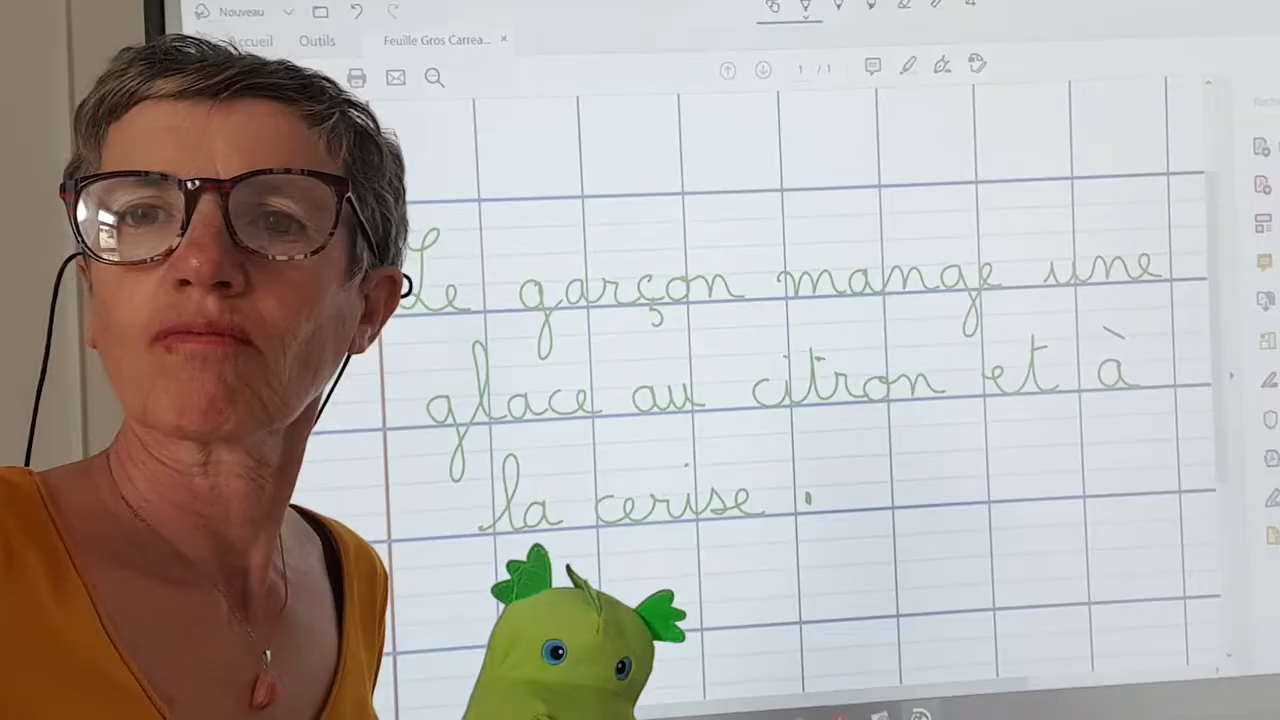 Nouveau
Accueil Outils Feuille Gros Carrea... ×
1 / 1
Le garçon mange une
glace au citron et à
la cerise.